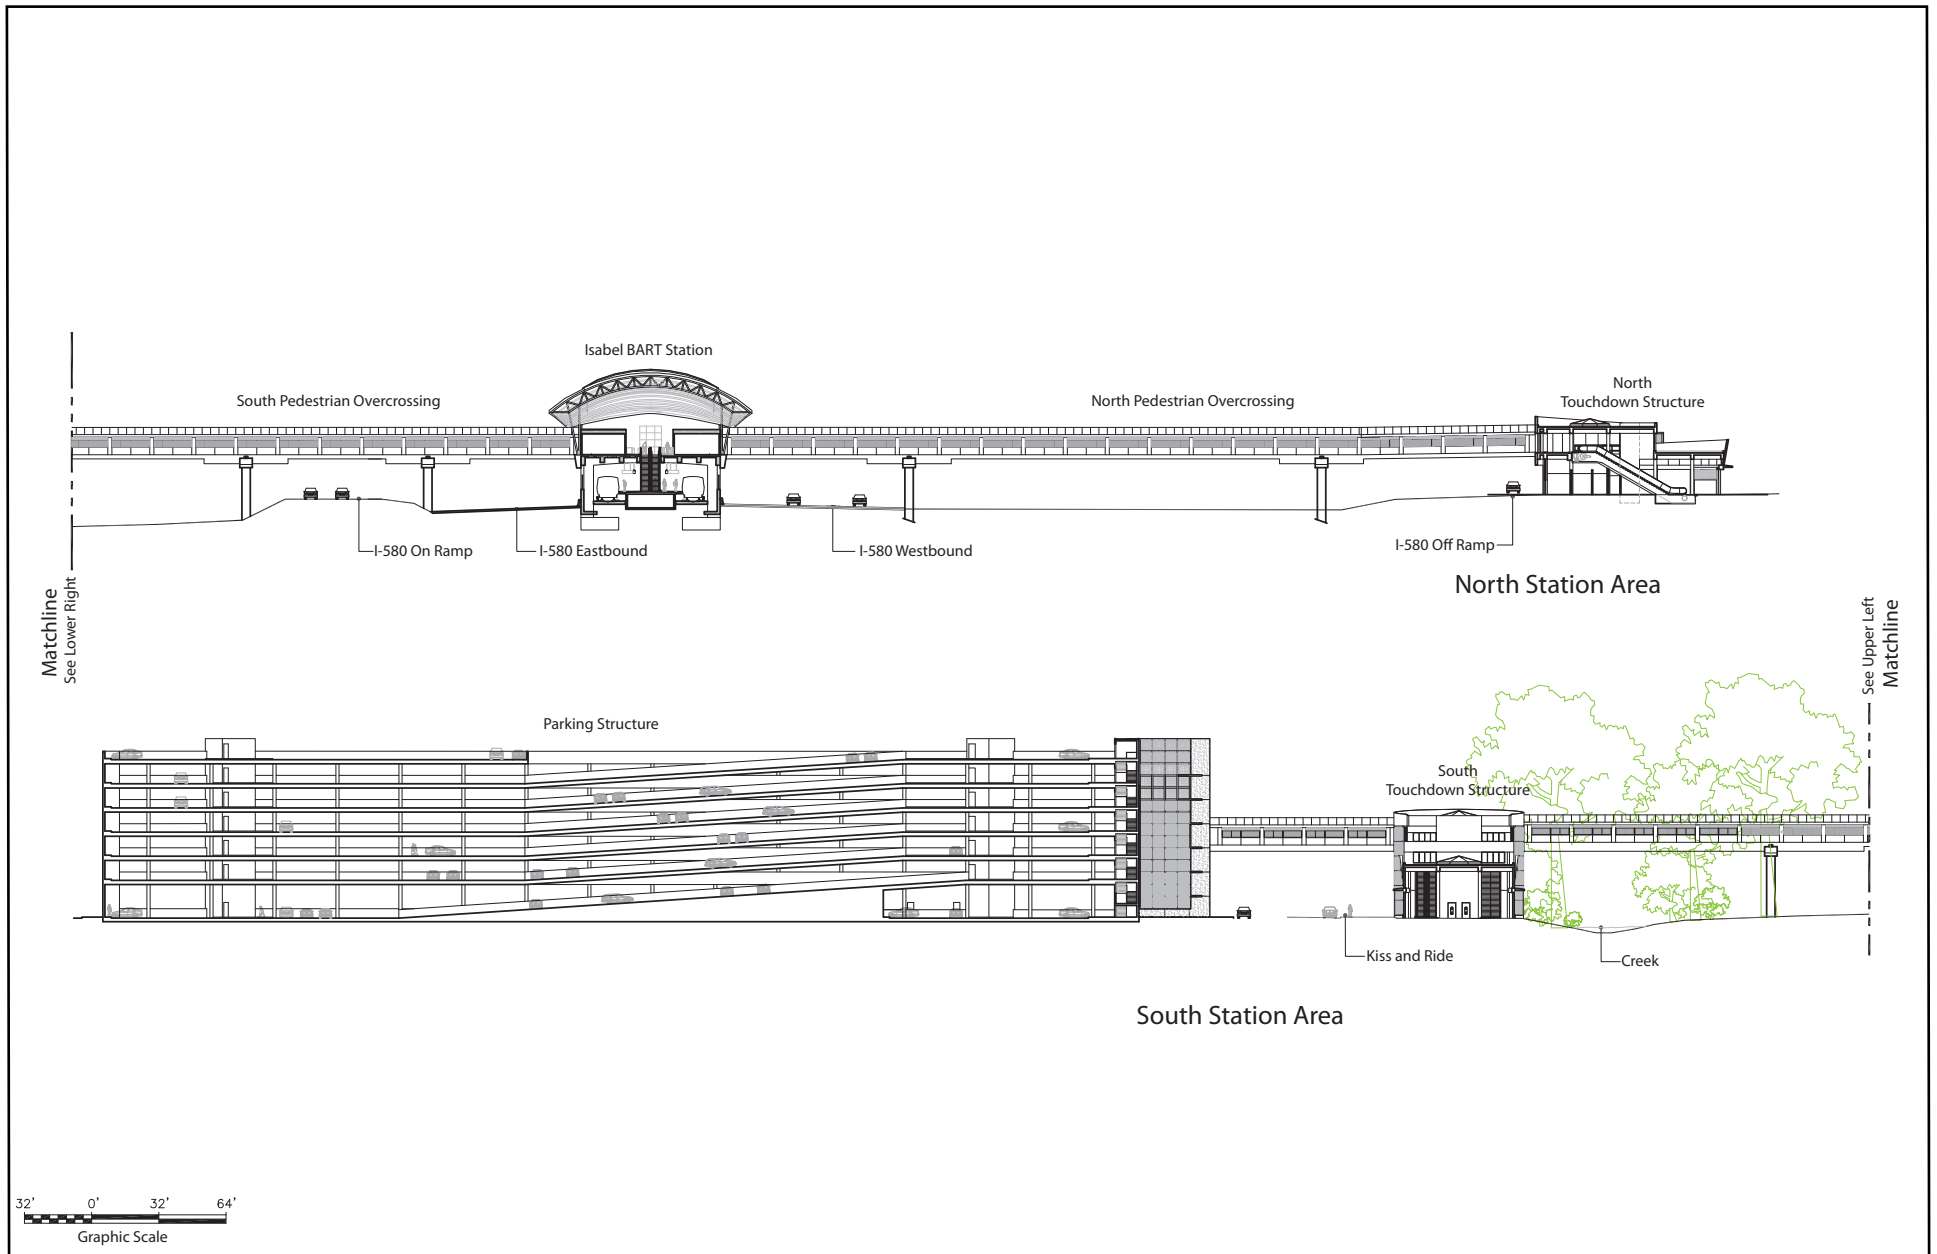 Isabel BART Station
South Pedestrian Overcrossing
North Pedestrian Overcrossing
North
Touchdown Structure
I-580 On Ramp
I-580 Eastbound
I-580 Westbound
I-580 Off Ramp
North Station Area
Matchline
See Lower Right
See Upper Left
Matchline
Parking Structure
South
Touchdown Structure
Kiss and Ride
Creek
South Station Area
32' 0' 32' 64'
Graphic Scale